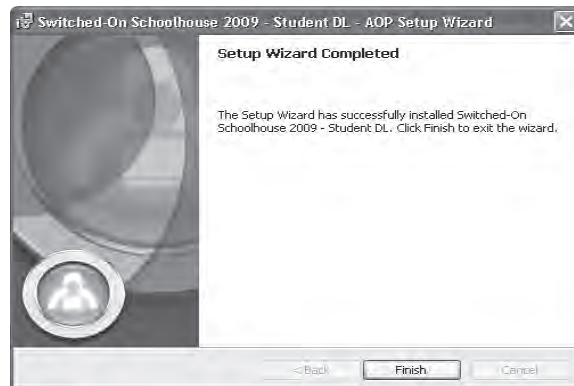 Switched-On Schoolhouse 2009 - Student DL - AOP Setup Wizard
Setup Wizard Completed
The Setup Wizard has successfully installed Switched-On
Schoolhouse 2009 - Student DL. Click Finish to exit the wizard.
< Back Finish Cancel